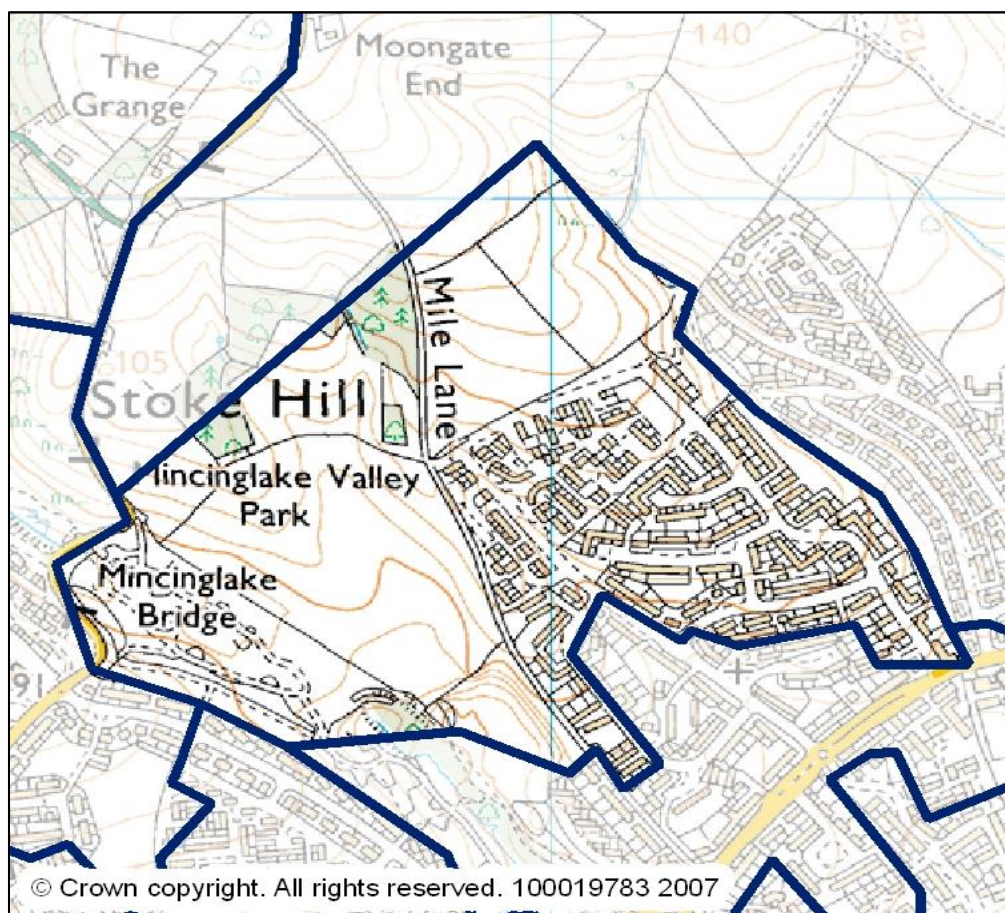 Moongate
End
140
125
The
Grange
Mile Lane
105
Stoke Hill
Mincinglake Valley
Park
Mincinglake
Bridge
91
© Crown copyright. All rights reserved. 100019783 2007